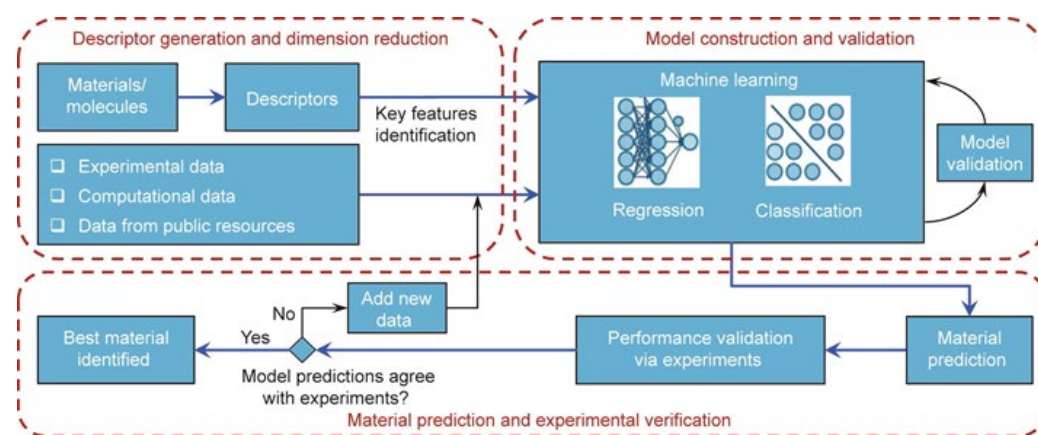 Descriptor generation and dimension reduction
Materials/
molecules
Descriptors
Key features
identification
❑ Experimental data
❑ Computational data
❑ Data from public resources
Model construction and validation
Machine learning
Regression
Classification
Model
validation
Add new
data
No
Yes
Best material
identified
Model predictions agree
with experiments?
Performance validation
via experiments
Material
prediction
Material prediction and experimental verification